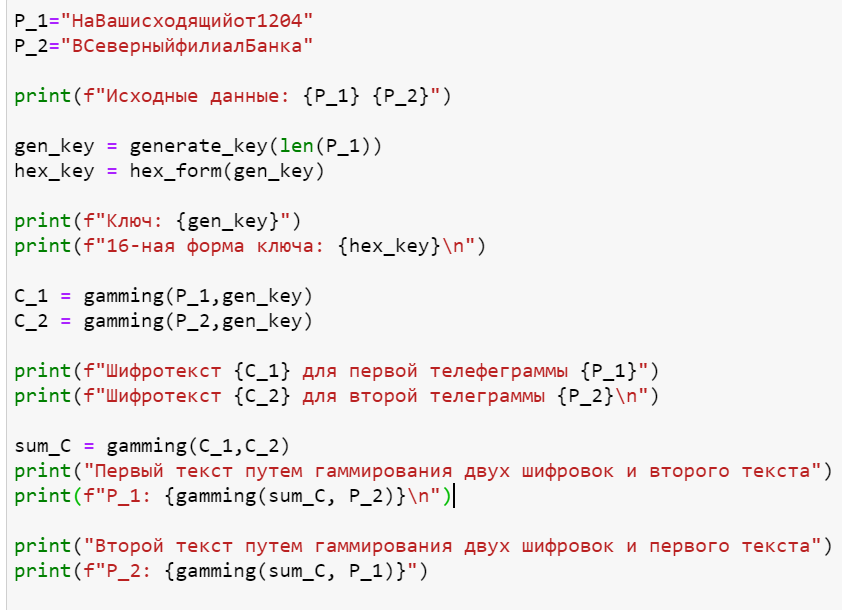 P_1="НаВашисходящийот1204"
P_2="ВСеверныйфилиалБанка"
print(f"Исходные данные: {P_1} {P_2}")
gen_key = generate_key(len(P_1))
hex_key = hex_form(gen_key)
print(f"Ключ: {gen_key}")
print(f"16-ная форма ключа: {hex_key}\n")
C_1 = gamming(P_1,gen_key)
C_2 = gamming(P_2,gen_key)
print(f"Шифротекст {C_1} для первой телефеграммы {P_1}")
print(f"Шифротекст {C_2} для второй телеграммы {P_2}\n")
sum_C = gamming(C_1,C_2)
print("Первый текст путем гаммирования двух шифровок и второго текста")
print(f"P_1: {gamming(sum_C, P_2)}\n")
print("Второй текст путем гаммирования двух шифровок и первого текста")
print(f"P_2: {gamming(sum_C, P_1)}")